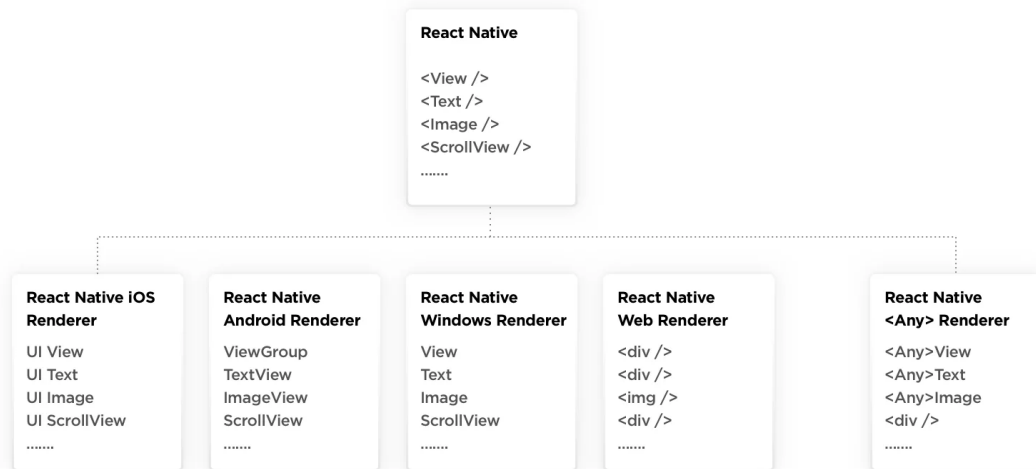 React Native
<View />
<Text />
<Image />
<ScrollView />
.......
React Native iOS
Renderer
UI View
UI Text
UI Image
UI ScrollView
.......
React Native
Android Renderer
ViewGroup
TextView
ImageView
ScrollView
.......
React Native
Windows Renderer
View
Text
Image
ScrollView
.......
React Native
Web Renderer
<div />
<div />
<img />
<div />
.......
React Native
<Any> Renderer
<Any>View
<Any>Text
<Any>Image
<div />
.......